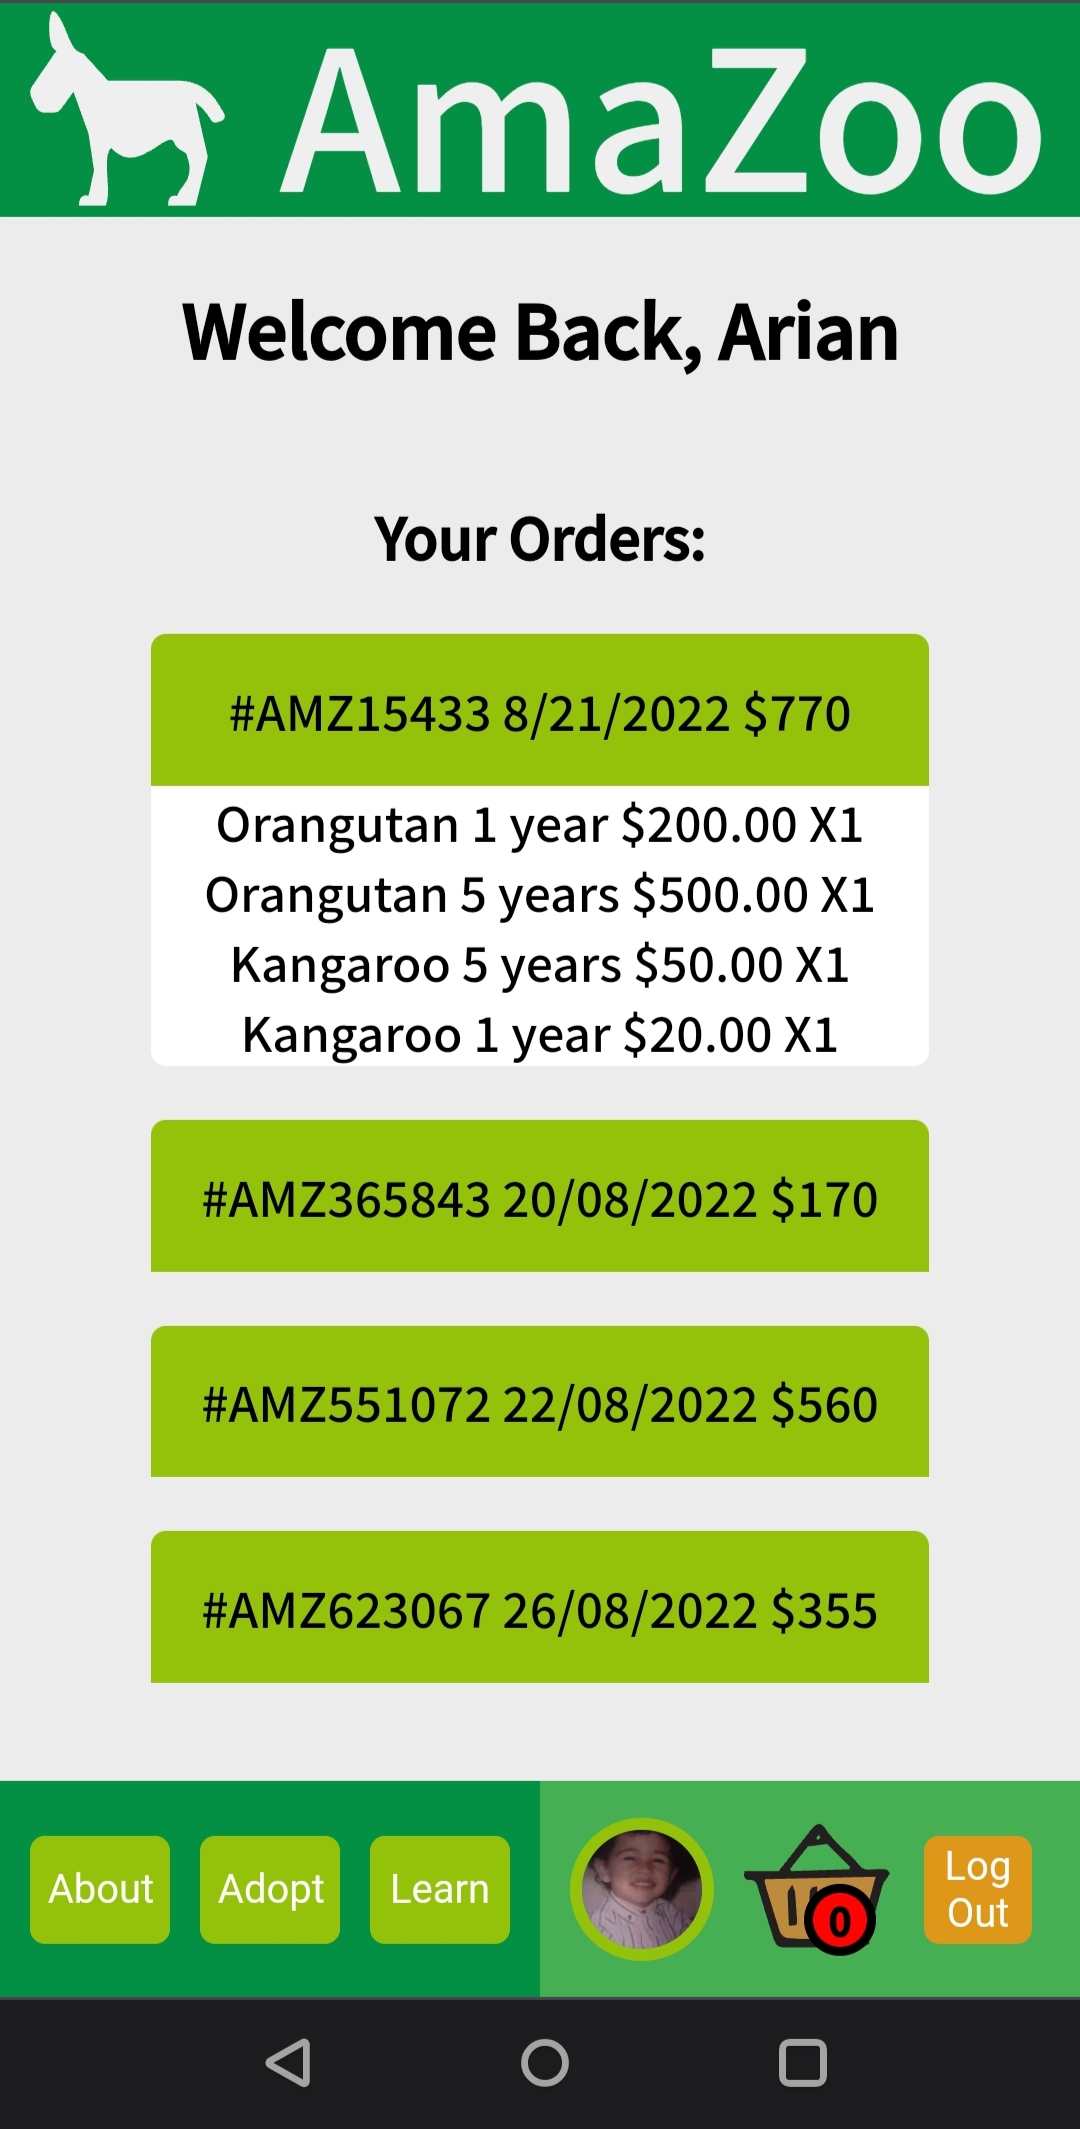 AmaZoo
Welcome Back, Arian
Your Orders:
#AMZ15433 8/21/2022 $770
Orangutan 1 year $200.00 X1
Orangutan 5 years $500.00 X1
Kangaroo 5 years $50.00 X1
Kangaroo 1 year $20.00 X1
#AMZ365843 20/08/2022 $170
#AMZ551072 22/08/2022 $560
#AMZ623067 26/08/2022 $355
About
Adopt
Learn
0
Log
Out